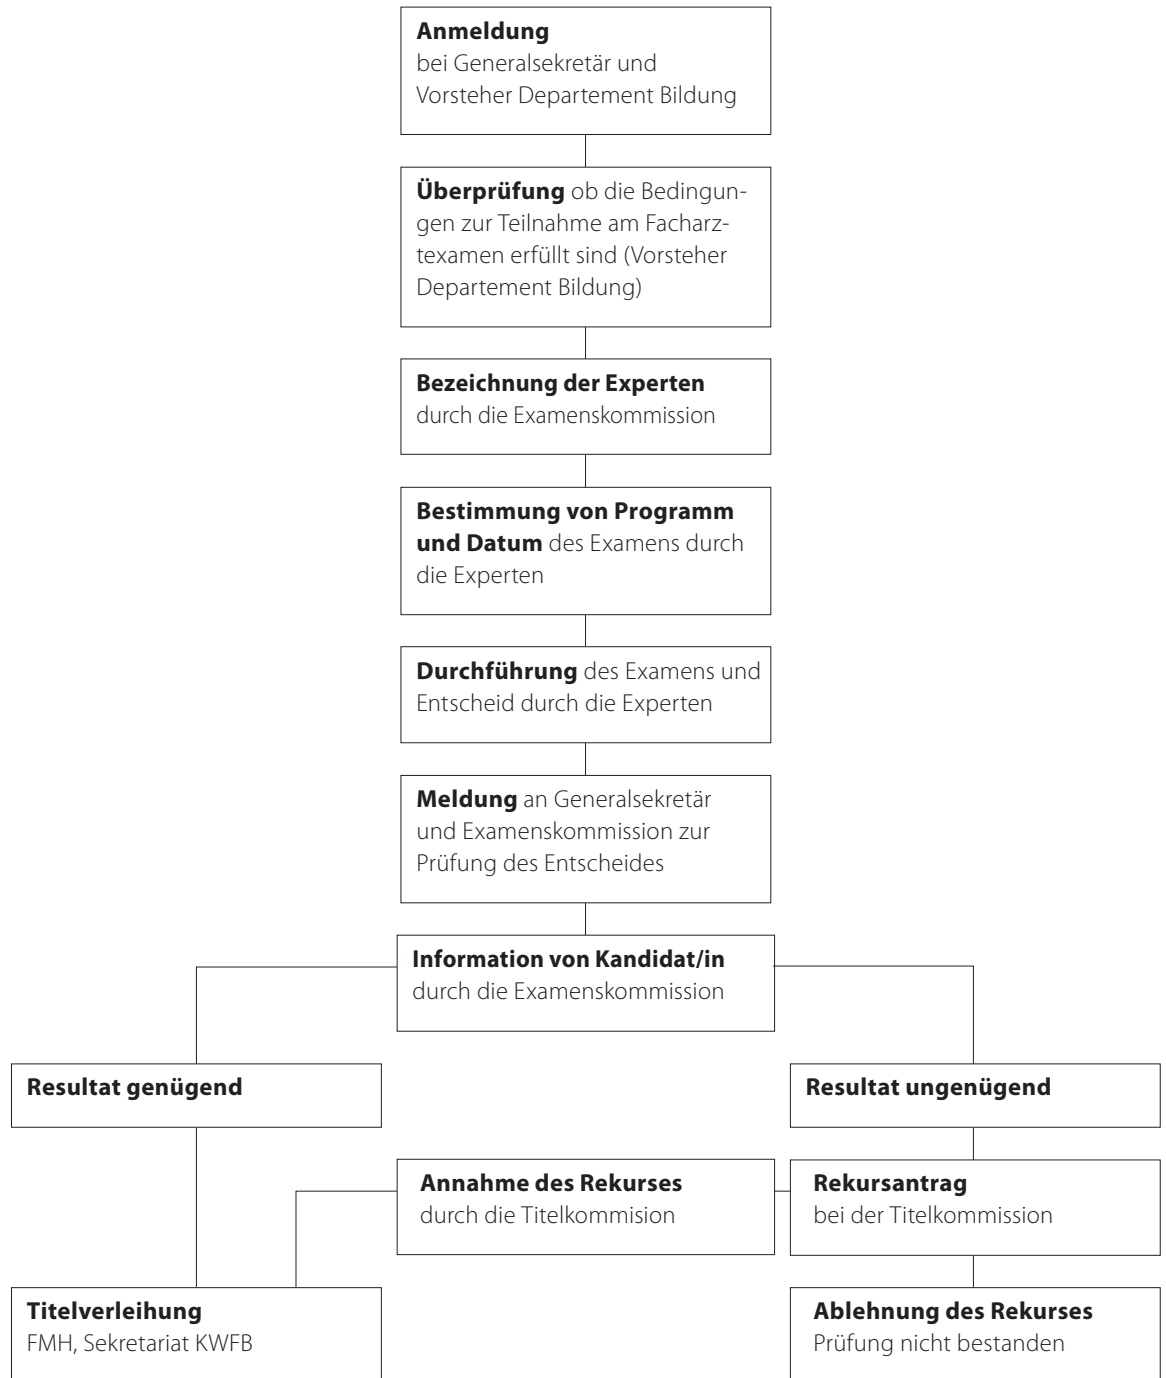 Anmeldung
bei Generalsekretär und
Vorsteher Departement Bildung
Überprüfung ob die Bedingun-
gen zur Teilnahme am Facharz-
texamen erfüllt sind (Vorsteher
Departement Bildung)
Bezeichnung der Experten
durch die Examenskommission
Bestimmung von Programm
und Datum des Examens durch
die Experten
Durchführung des Examens und
Entscheid durch die Experten
Meldung an Generalsekretär
und Examenskommission zur
Prüfung des Entscheides
Information von Kandidat/in
durch die Examenskommission
Resultat genügend
Resultat ungenügend
Annahme des Rekurses
durch die Titelkommision
Rekursantrag
bei der Titelkommission
Titelverleihung
FMH, Sekretariat KWFB
Ablehnung des Rekurses
Prüfung nicht bestanden